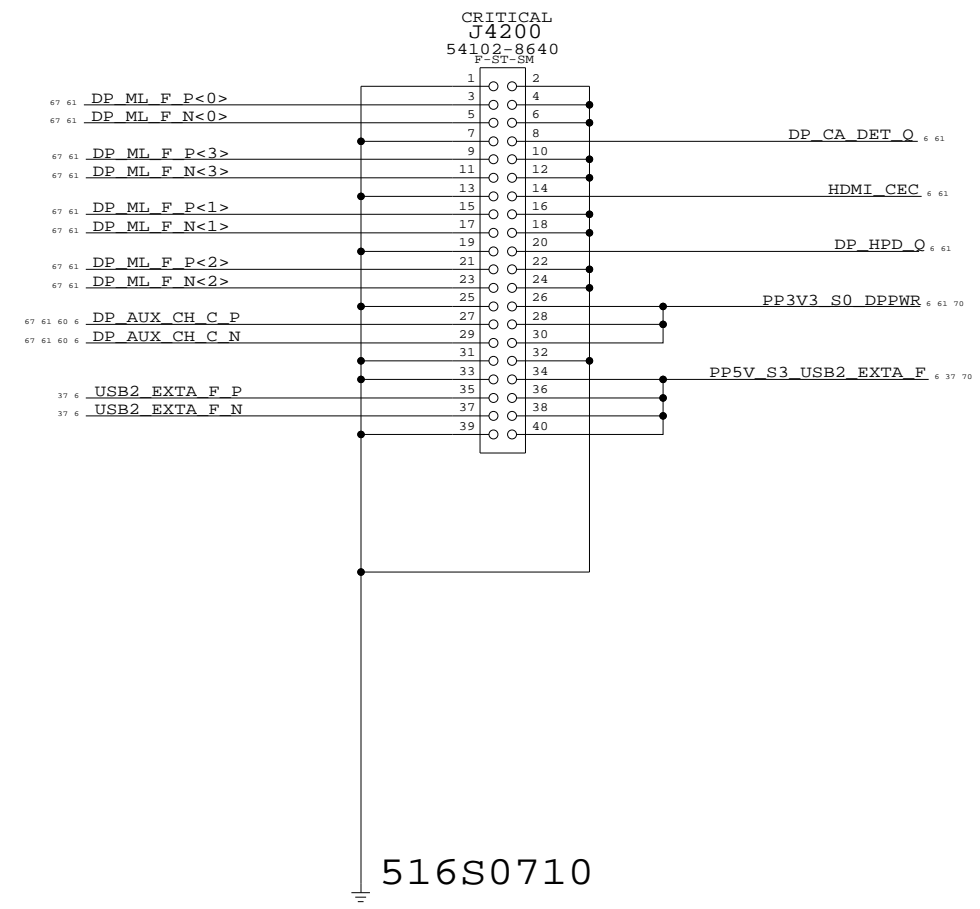 CRITICAL
J4200
54102-8640
F-ST-SM
1 2
67 61 DP_ML_F_P<0> 3 4
67 61 DP_ML_F_N<0> 5 6
7 8 DP_CA_DET_Q 6 61
67 61 DP_ML_F_P<3> 9 10
67 61 DP_ML_F_N<3> 11 12
13 14 HDMI_CEC 6 61
67 61 DP_ML_F_P<1> 15 16
67 61 DP_ML_F_N<1> 17 18
19 20 DP_HPD_Q 6 61
67 61 DP_ML_F_P<2> 21 22
67 61 DP_ML_F_N<2> 23 24
25 26 PP3V3_S0_DPPWR 6 61 70
67 61 60 6 DP_AUX_CH_C_P 27 28
67 61 60 6 DP_AUX_CH_C_N 29 30
31 32
33 34 PP5V_S3_USB2_EXTA_F 6 37 70
37 6 USB2_EXTA_F_P 35 36
37 6 USB2_EXTA_F_N 37 38
39 40
516S0710